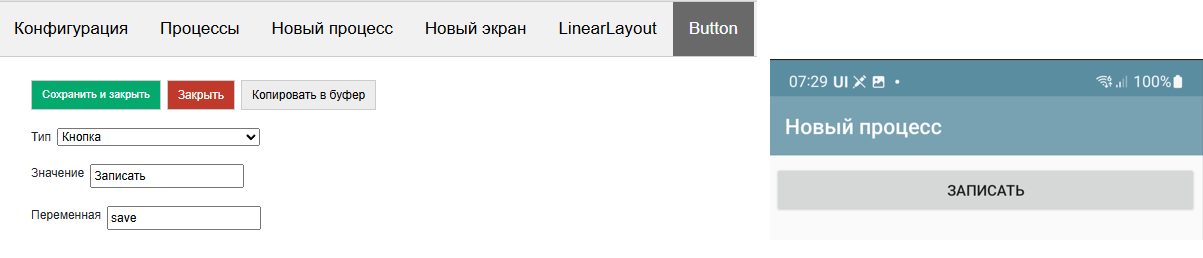 Конфигурация Процессы Новый процесс Новый экран LinearLayout Button
Сохранить и закрыть Закрыть Копировать в буфер
Тип Кнопка
Значение Записать
Переменная save
07:29 UI 100%
Новый процесс
ЗАПИСАТЬ